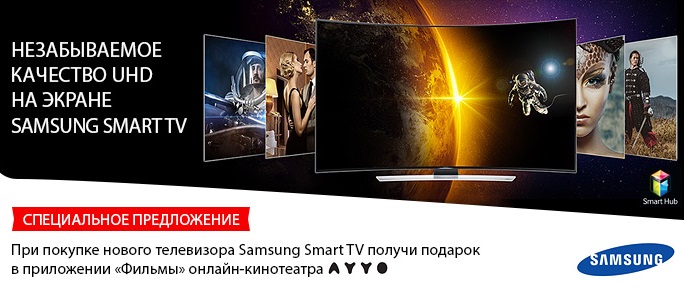 НЕЗАБЫВАЕМОЕ
КАЧЕСТВО UHD
НА ЭКРАНЕ
SAMSUNG SMART TV
Smart Hub
СПЕЦИАЛЬНОЕ ПРЕДЛОЖЕНИЕ
При покупке нового телевизора Samsung Smart TV получи подарок
в приложении «Фильмы» онлайн-кинотеатра AYYO
SAMSUNG